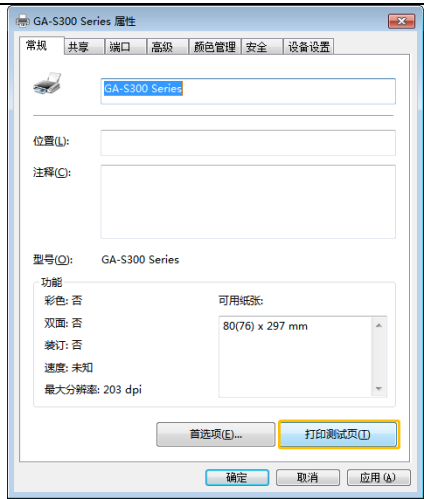 GA-S300 Series 属性
常规 共享 端口 高级 颜色管理 安全 设备设置
GA-S300 Series
位置(L):
注释(C):
型号(O): GA-S300 Series
功能
彩色: 否 可用纸张:
双面: 否 80(76) x 297 mm
装订: 否
速度: 未知
最大分辨率: 203 dpi
首选项(E)... 打印测试页(T)
确定 取消 应用(A)